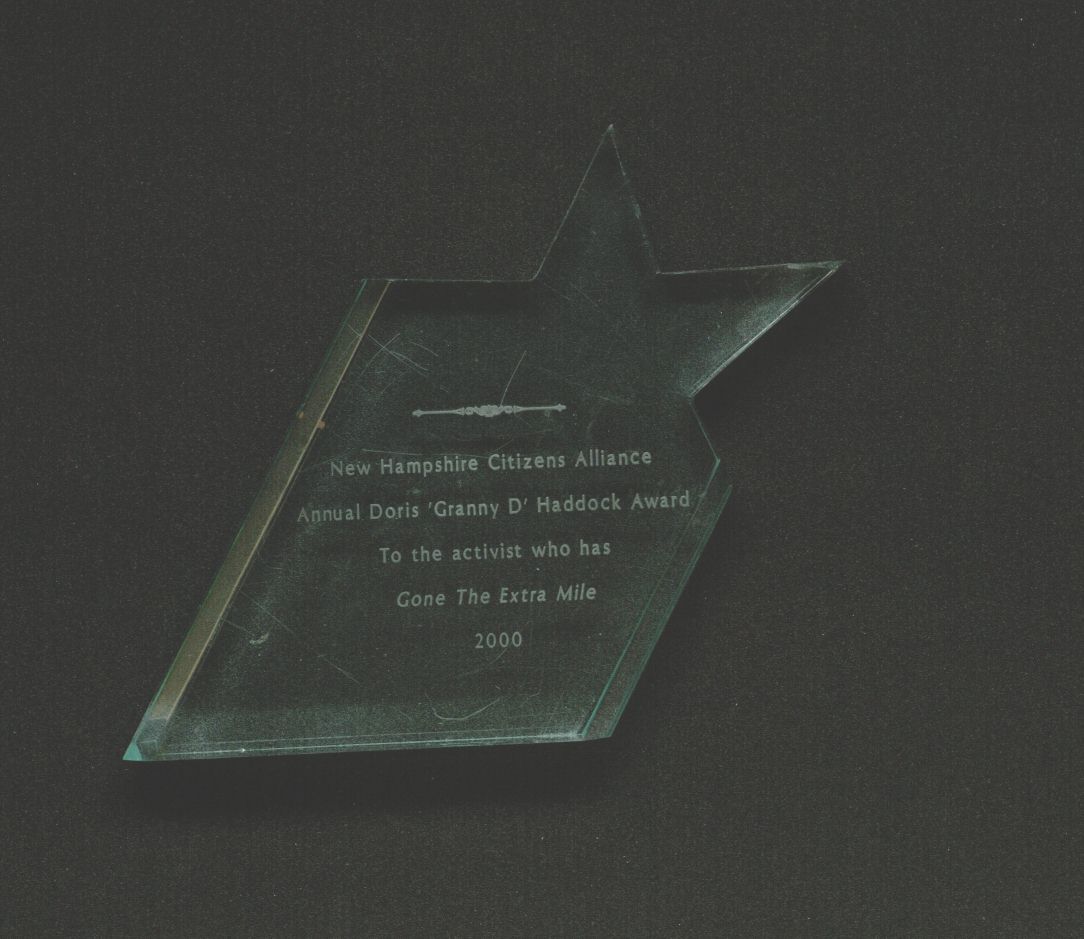 New Hampshire Citizens Alliance
Annual Doris 'Granny D' Haddock Award
To the activist who has
Gone The Extra Mile
2000